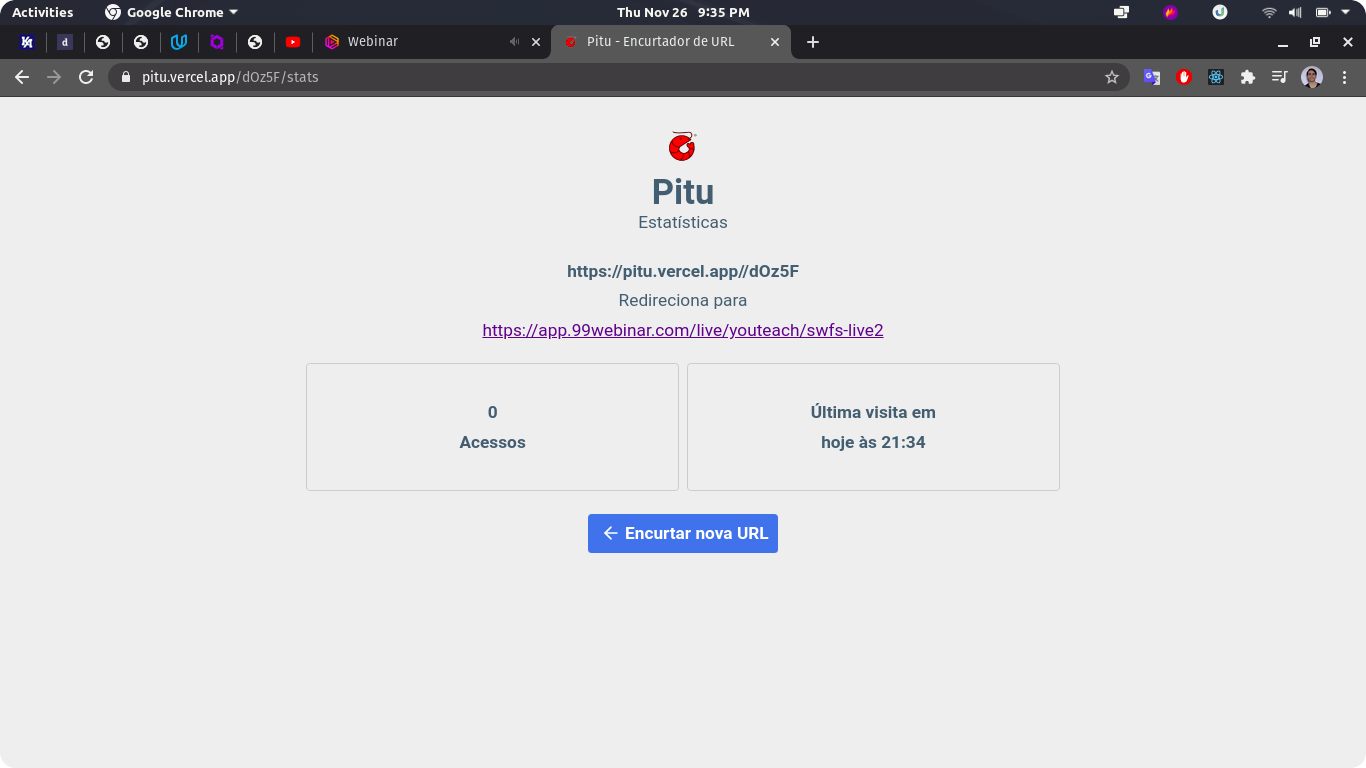 Activities Google Chrome Thu Nov 26 9:35 PM
d Webinar Pitu - Encurtador de URL
pitu.vercel.app/dOz5F/stats
Pitu
Estatísticas
https://pitu.vercel.app//dOz5F
Redireciona para
https://app.99webinar.com/live/youteach/swfs-live2
0
Acessos
Última visita em
hoje às 21:34
Encurtar nova URL